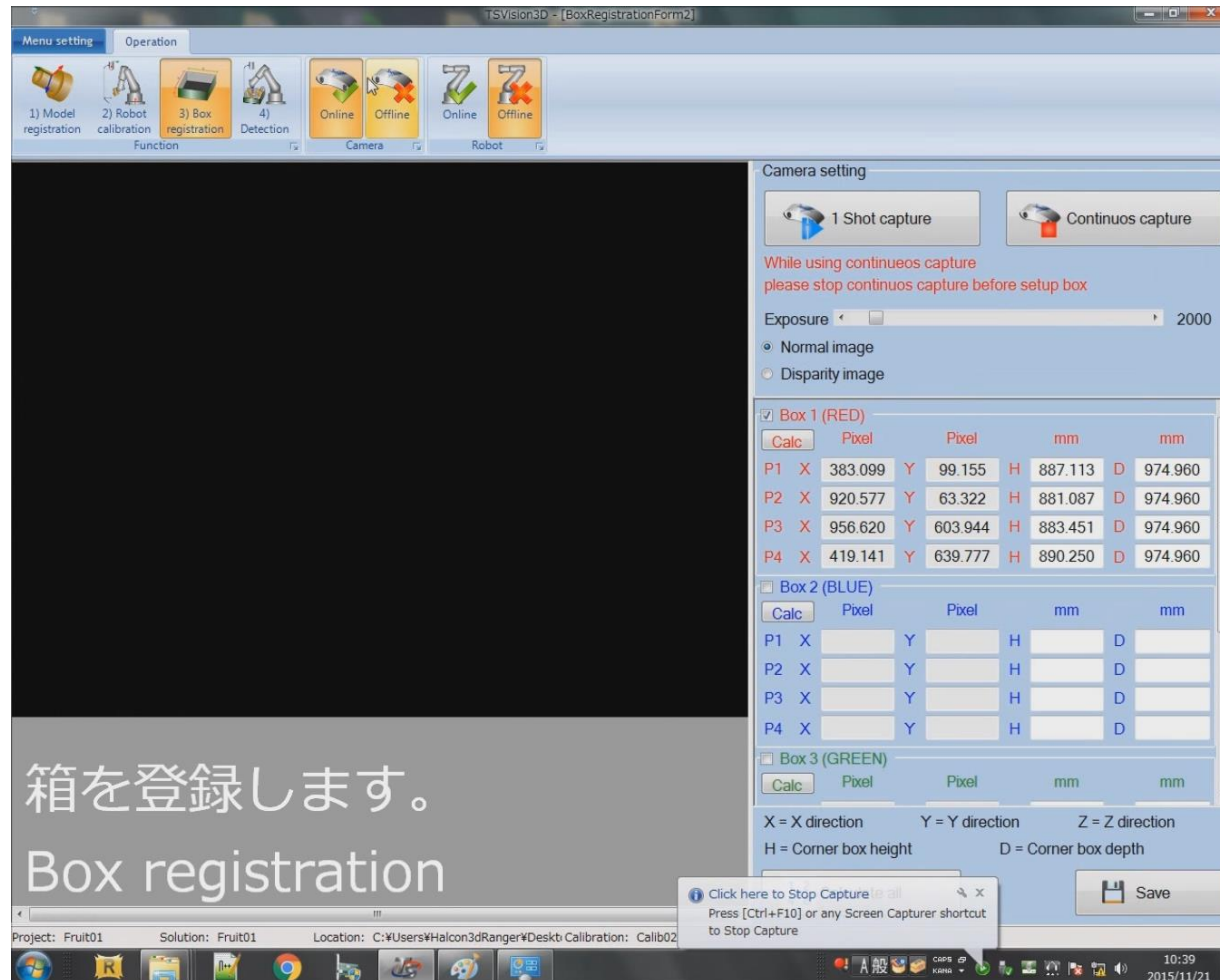 TSVision3D - [BoxRegistrationForm2]
Menu setting Operation
1) Model registration 2) Robot calibration 3) Box registration 4) Detection Online Offline Online Offline
Function Camera Robot
Camera setting
1 Shot capture Continuos capture
While using continueos capture
please stop continuos capture before setup box
Exposure 2000
Normal image
Disparity image
Box 1 (RED)
Calc Pixel Pixel mm mm
P1 X 383.099 Y 99.155 H 887.113 D 974.960
P2 X 920.577 Y 63.322 H 881.087 D 974.960
P3 X 956.620 Y 603.944 H 883.451 D 974.960
P4 X 419.141 Y 639.777 H 890.250 D 974.960
Box 2 (BLUE)
Calc Pixel Pixel mm mm
P1 X Y H D
P2 X Y H D
P3 X Y H D
P4 X Y H D
Box 3 (GREEN)
Calc Pixel Pixel mm mm
X = X direction Y = Y direction Z = Z direction
H = Corner box height D = Corner box depth
箱を登録します。
Box registration
all Save
Click here to Stop Capture
Press [Ctrl+F10] or any Screen Capturer shortcut
to Stop Capture
Project: Fruit01 Solution: Fruit01 Location: C:¥Users¥Halcon3dRanger¥Deskt Calibration: Calib02
A 般 CAPS KANA 10:39
2015/11/21